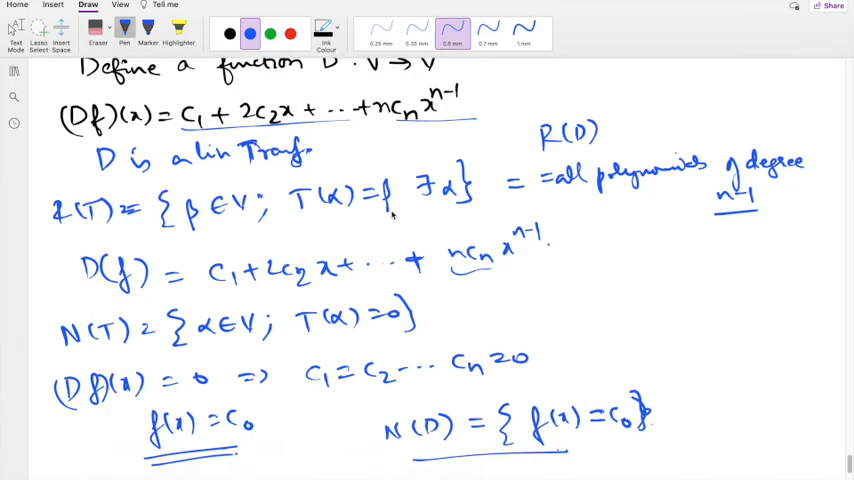 Home Insert Draw View Tell me Share
Text Mode Lasso Select Insert Space Eraser Pen Marker Highlighter Ink Colour 0.25 mm 0.35 mm 0.5 mm 0.7 mm 1 mm
Define a function D : V → V
(Df)(x) = C₁ + 2C₂x + ... + nCₙ xⁿ⁻¹
D is a lin Transf.
R(D)
R(T) = { β ∈ V ; T(α) = β ∃ α } = = all polynomials of degree
n-1
D(f) = C₁ + 2C₂ x + ... + nCₙ xⁿ⁻¹.
N(T) = { α ∈ V ; T(α) = 0 }
(Df)(x) = 0 ⇒ C₁ = C₂ ... Cₙ = 0
f(x) = C₀ N(D) = { f(x) = C₀ }